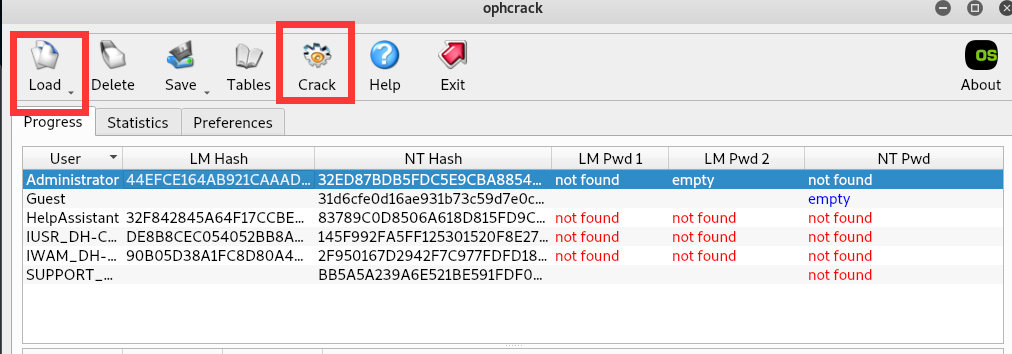 ophcrack
Load Delete Save Tables Crack Help Exit OS About
Progress Statistics Preferences
User LM Hash NT Hash LM Pwd 1 LM Pwd 2 NT Pwd
Administrator 44EFCE164AB921CAAAD... 32ED87BDB5FDC5E9CBA8854... not found empty not found
Guest 31d6cfe0d16ae931b73c59d7e0c... empty
HelpAssistant 32F842845A64F17CCBE... 83789C0D8506A618D815FD9C... not found not found not found
IUSR_DH-C... DE8B8CEC054052BB8A... 145F992FA5FF125301520F8E27... not found not found not found
IWAM_DH-... 90B05D38A1FC8D80A4... 2F950167D2942F7C977FDFD18... not found not found not found
SUPPORT_... BB5A5A239A6E521BE591FDF0... not found